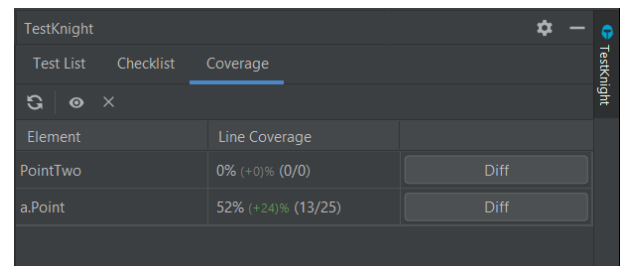 TestKnight
Test List Checklist Coverage
Element Line Coverage
PointTwo 0% (+0)% (0/0) Diff
a.Point 52% (+24)% (13/25) Diff
TestKnight